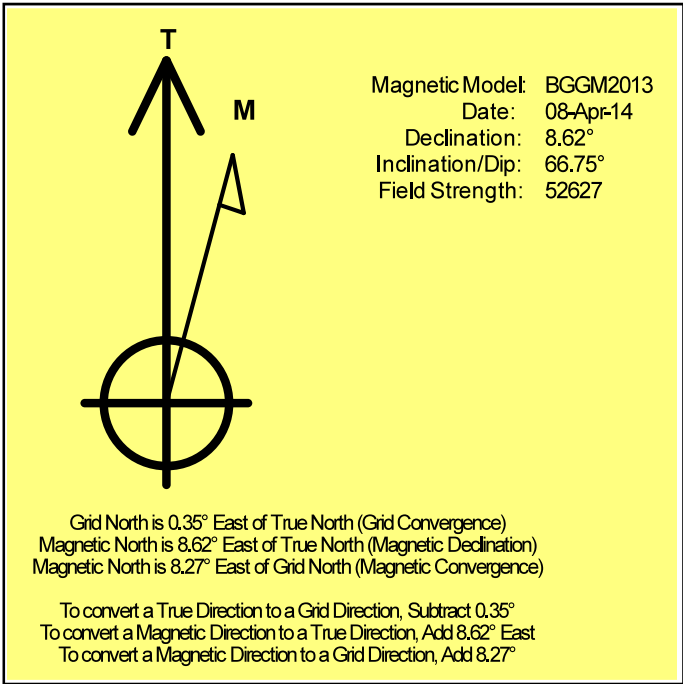 T
M
Magnetic Model: BGGM2013
Date: 08-Apr-14
Declination: 8.62°
Inclination/Dip: 66.75°
Field Strength: 52627
Grid North is 0.35° East of True North (Grid Convergence)
Magnetic North is 8.62° East of True North (Magnetic Declination)
Magnetic North is 8.27° East of Grid North (Magnetic Convergence)
To convert a True Direction to a Grid Direction, Subtract 0.35°
To convert a Magnetic Direction to a True Direction, Add 8.62° East
To convert a Magnetic Direction to a Grid Direction, Add 8.27°